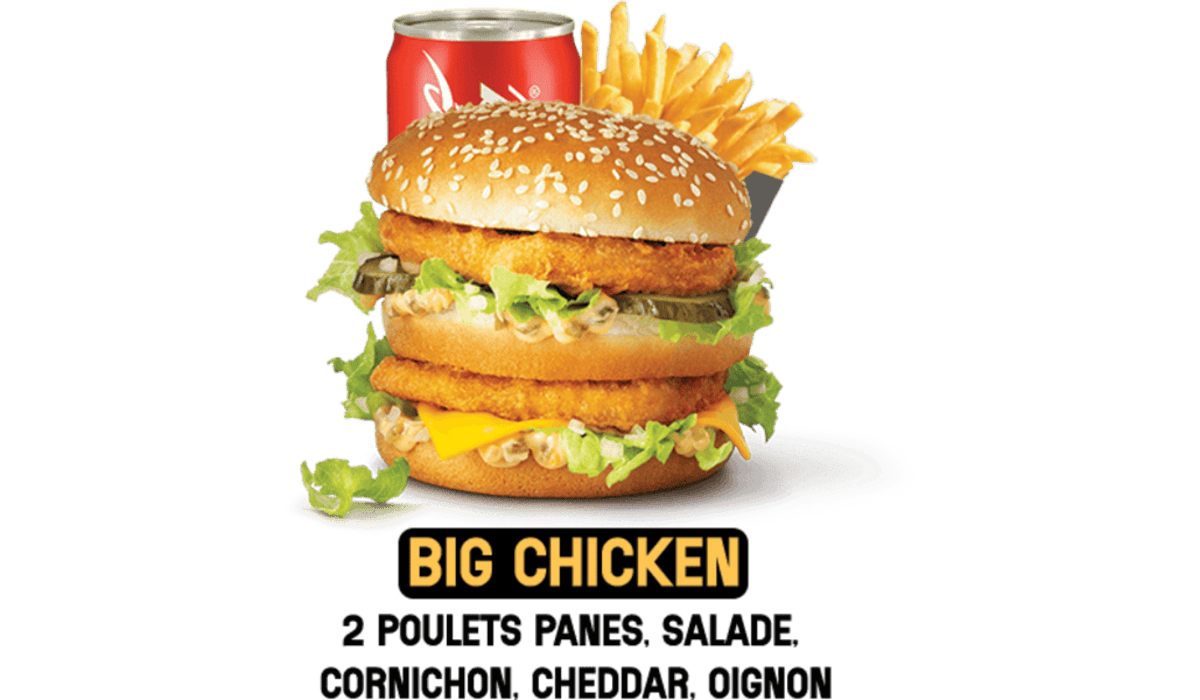 BIG CHICKEN
2 POULETS PANES, SALADE,
CORNICHON, CHEDDAR, OIGNON